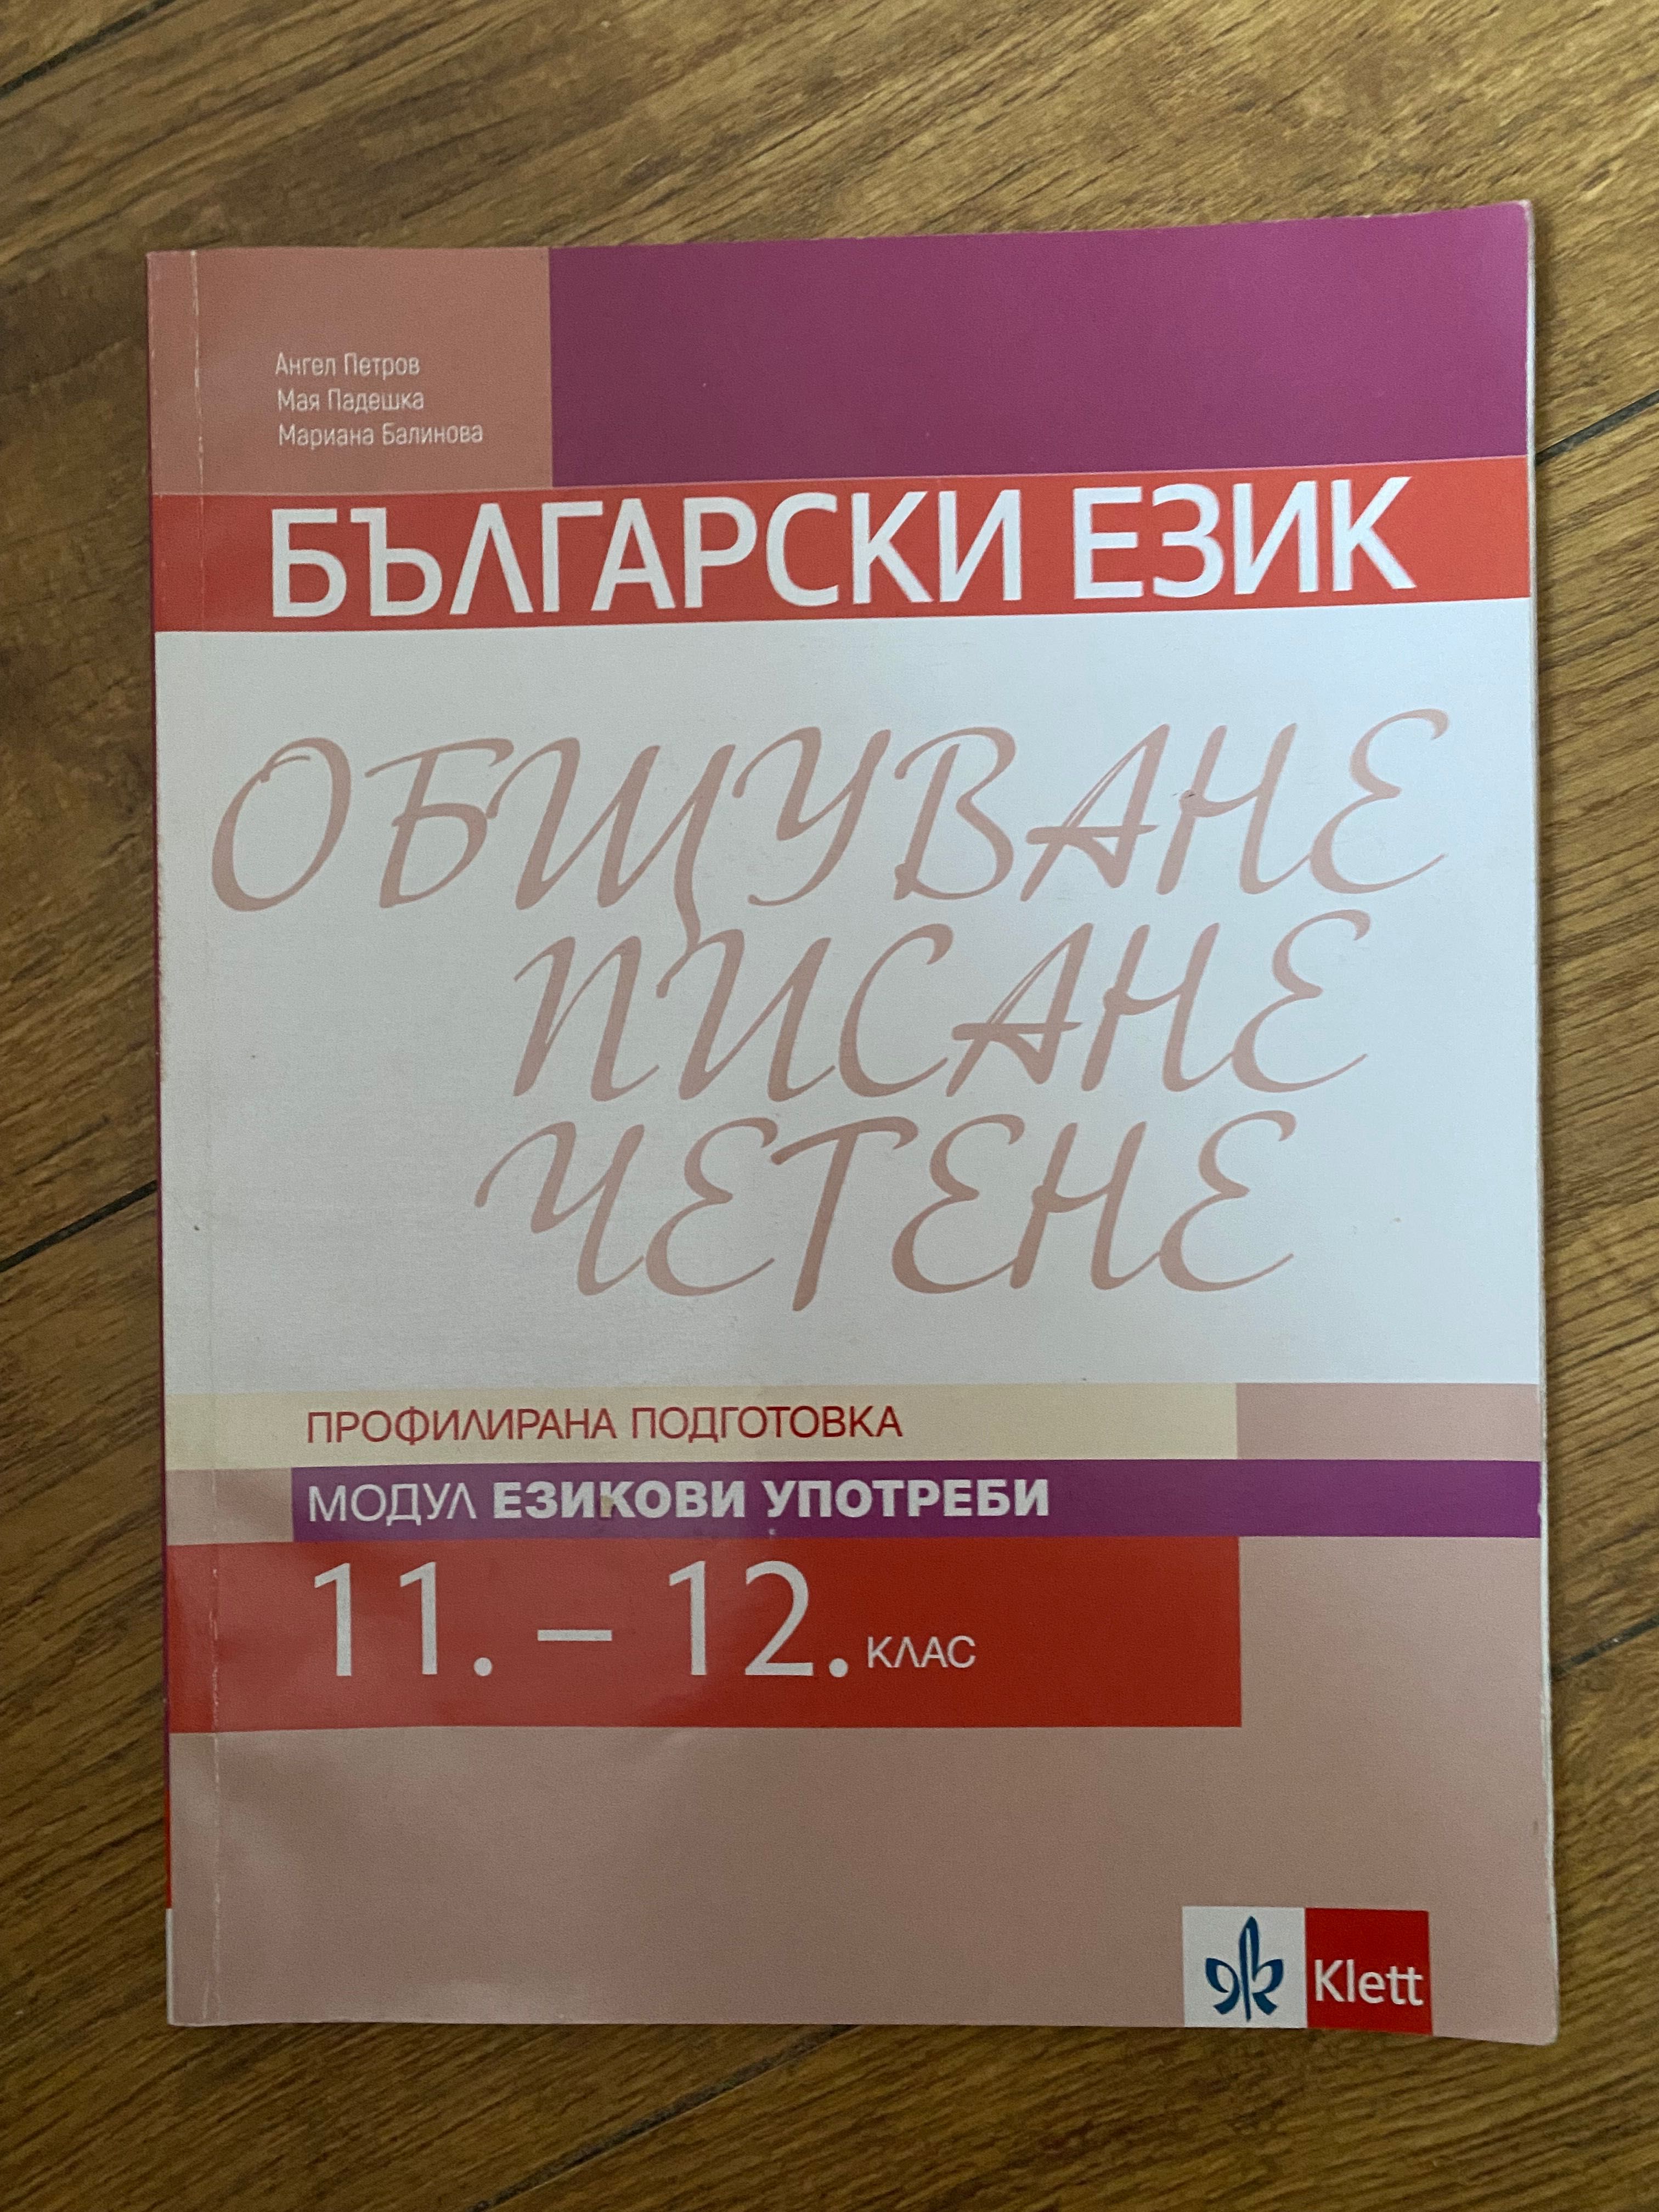 Ангел Петров
Мая Падешка
Мариана Балинова
БЪЛГАРСКИ ЕЗИК
ОБЩУВАНЕ
ПИСАНЕ
ЧЕТЕНЕ
ПРОФИЛИРАНА ПОДГОТОВКА
МОДУЛ ЕЗИКОВИ УПОТРЕБИ
11. – 12. КЛАС
Klett